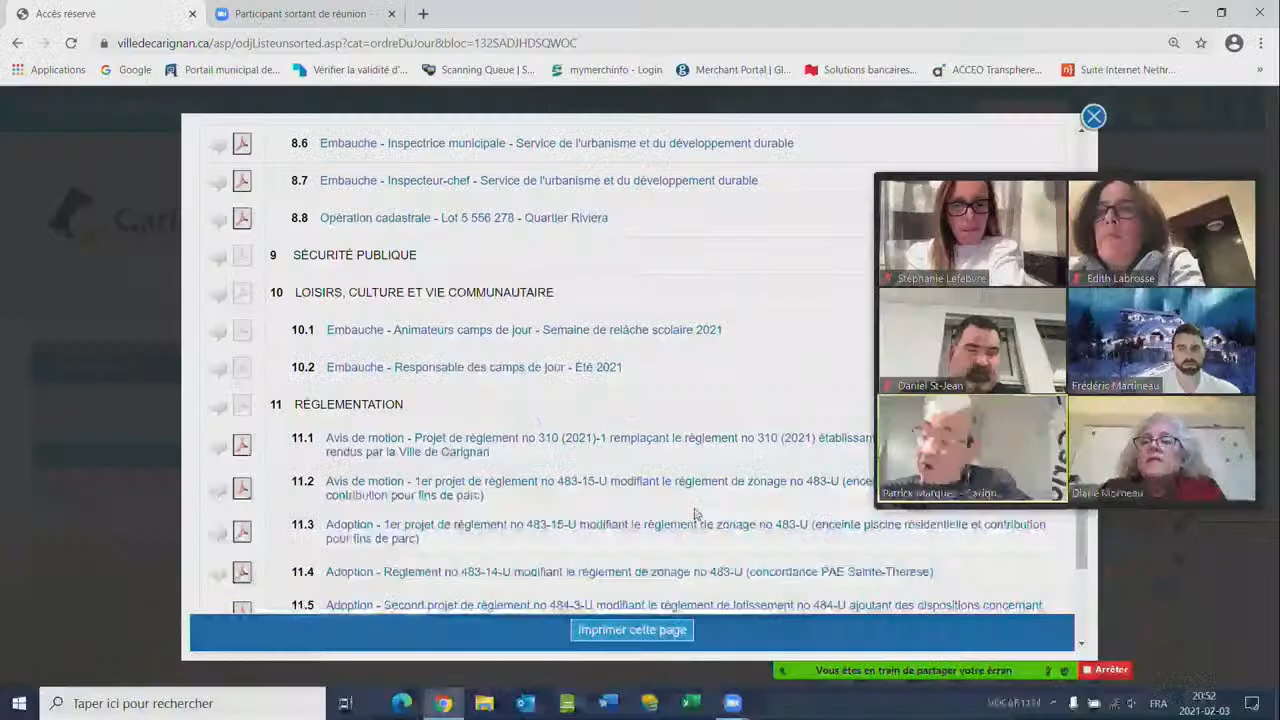 Accès réservé
Participant sortant de réunion -
villedecarignan.ca/asp/odjListeunsorted.asp?cat=ordreDuJour&bloc=132SADJHDSQWOC
Applications
Google
Portail municipal de...
Vérifier la validité d'...
Scanning Queue | S...
mymerchinfo - Login
Merchant Portal | Gl...
Solutions bancaires...
ACCEO Transphere...
Suite Internet Nethr...
»
8.6 Embauche - Inspectrice municipale - Service de l'urbanisme et du développement durable
8.7 Embauche - Inspecteur-chef - Service de l'urbanisme et du développement durable
8.8 Opération cadastrale - Lot 5 556 278 - Quartier Riviera
9 SÉCURITÉ PUBLIQUE
10 LOISIRS, CULTURE ET VIE COMMUNAUTAIRE
10.1 Embauche - Animateurs camps de jour - Semaine de relâche scolaire 2021
10.2 Embauche - Responsable des camps de jour - Été 2021
11 RÉGLEMENTATION
11.1 Avis de motion - Projet de règlement no 310 (2021)-1 remplaçant le règlement no 310 (2021) établissan
rendus par la Ville de Carignan
11.2 Avis de motion - 1er projet de règlement no 483-15-U modifiant le règlement de zonage no 483-U (ence
contribution pour fins de parc)
11.3 Adoption - 1er projet de règlement no 483-15-U modifiant le règlement de zonage no 483-U (enceinte piscine résidentielle et contribution
pour fins de parc)
11.4 Adoption - Règlement no 483-14-U modifiant le règlement de zonage no 483-U (concordance PAE Sainte-Thérèse)
11.5 Adoption - Second projet de règlement no 484-3-U modifiant le règlement de lotissement no 484-U ajoutant des dispositions concernant
Imprimer cette page
Stéphanie Lefebvre
Edith Labrosse
Daniel St-Jean
Frédéric Martineau
Patrick Marque
Diane Morneau
Vous êtes en train de partager votre écran
Arrêter
Taper ici pour rechercher
FRA
20:52
2021-02-03